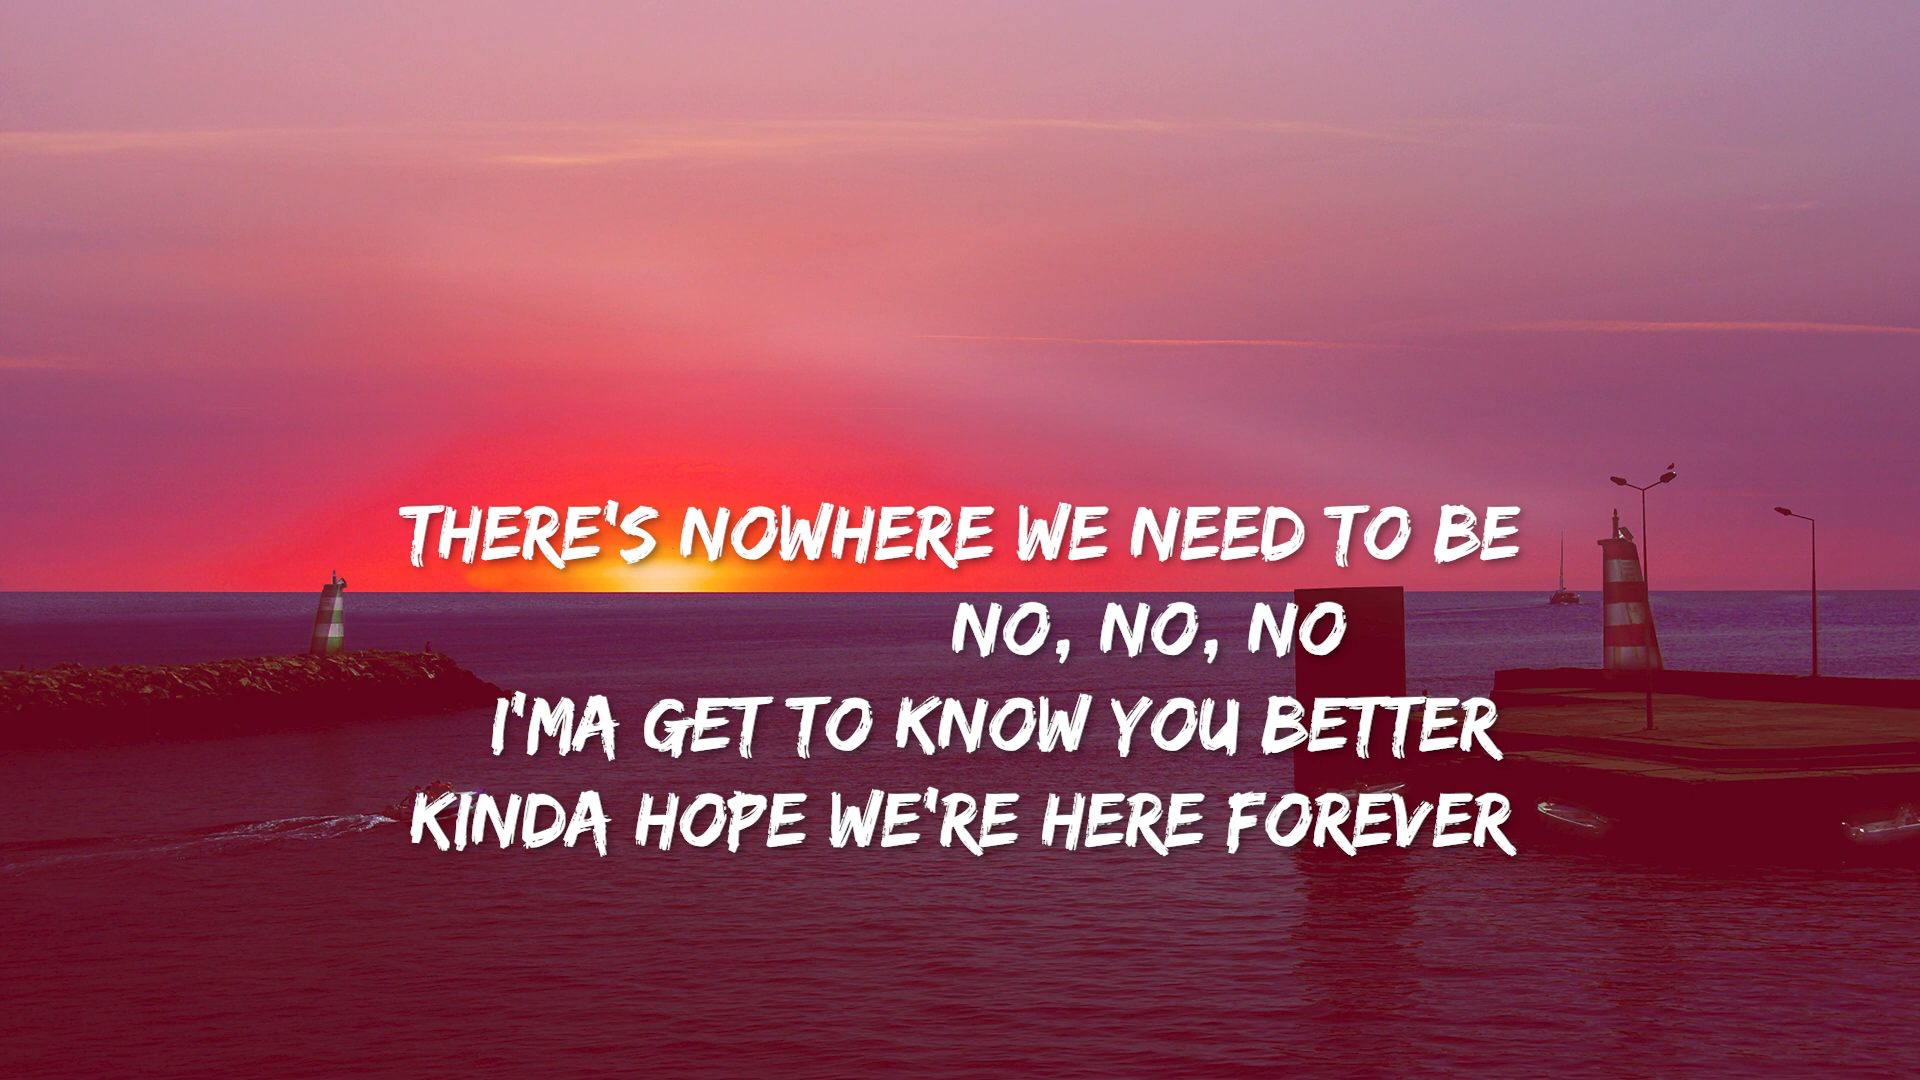 THERE'S NOWHERE WE NEED TO BE
NO, NO, NO
I'MA GET TO KNOW YOU BETTER
KINDA HOPE WE'RE HERE FOREVER